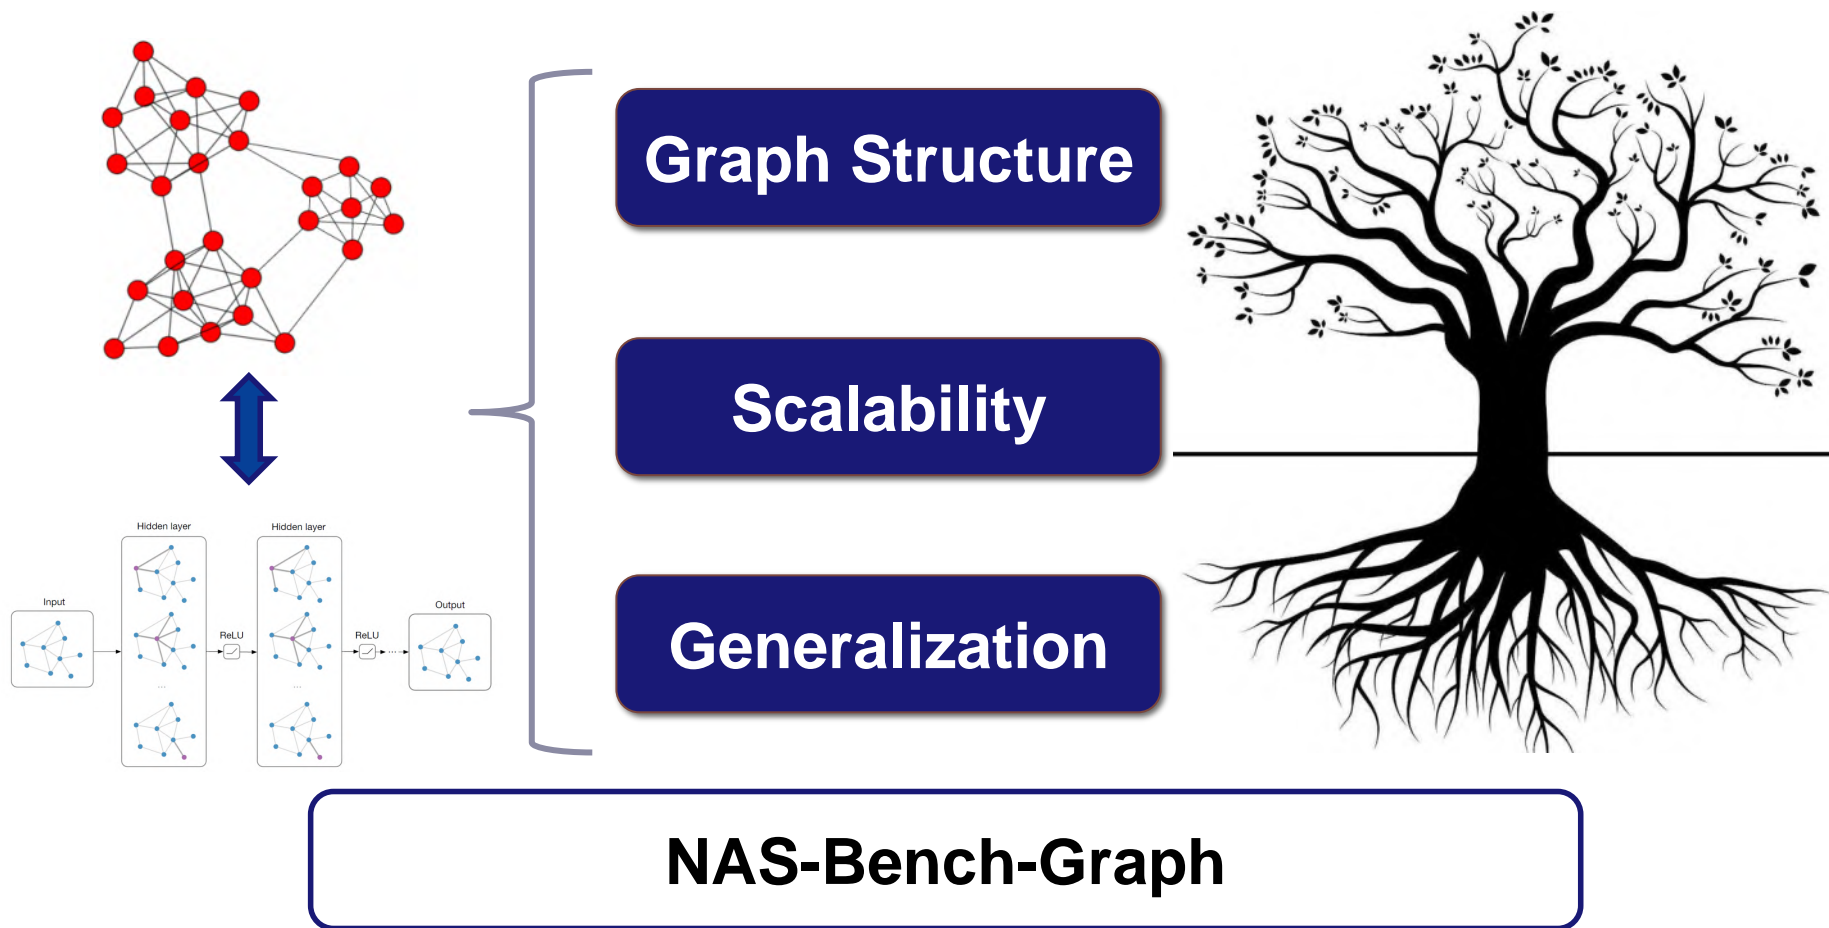 Graph Structure
Scalability
Generalization
Hidden layer
Hidden layer
Input
ReLU
ReLU
...
Output
...
...
NAS-Bench-Graph